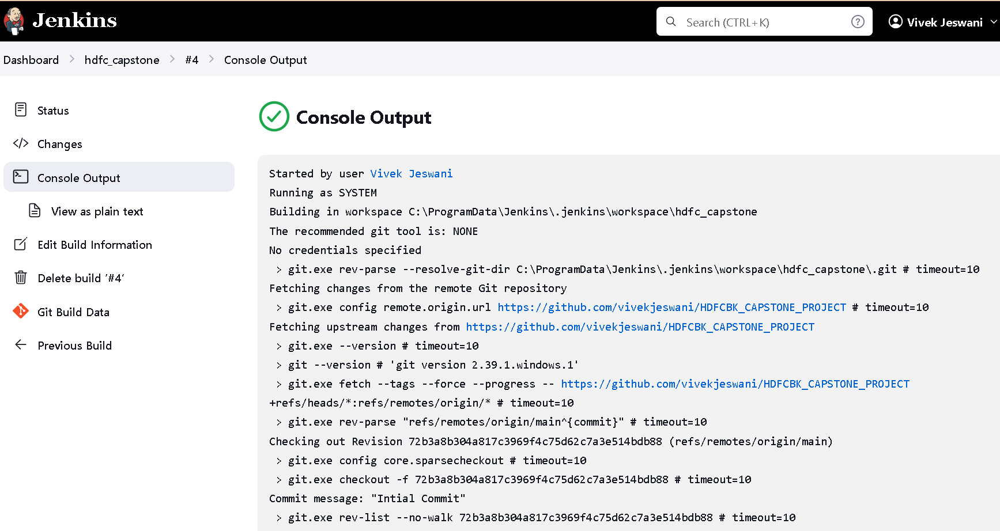 Jenkins
Search (CTRL+K)
Vivek Jeswani
Dashboard
hdfc_capstone
#4
Console Output
Status
Changes
Console Output
View as plain text
Edit Build Information
Delete build ‘#4’
Git Build Data
Previous Build
Console Output
Started by user Vivek Jeswani
Running as SYSTEM
Building in workspace C:\ProgramData\Jenkins\.jenkins\workspace\hdfc_capstone
The recommended git tool is: NONE
No credentials specified
> git.exe rev-parse --resolve-git-dir C:\ProgramData\Jenkins\.jenkins\workspace\hdfc_capstone\.git # timeout=10
Fetching changes from the remote Git repository
> git.exe config remote.origin.url https://github.com/vivekjeswani/HDFCBK_CAPSTONE_PROJECT # timeout=10
Fetching upstream changes from https://github.com/vivekjeswani/HDFCBK_CAPSTONE_PROJECT
> git.exe --version # timeout=10
> git --version # 'git version 2.39.1.windows.1'
> git.exe fetch --tags --force --progress -- https://github.com/vivekjeswani/HDFCBK_CAPSTONE_PROJECT
+refs/heads/*:refs/remotes/origin/* # timeout=10
> git.exe rev-parse "refs/remotes/origin/main^{commit}" # timeout=10
Checking out Revision 72b3a8b304a817c3969f4c75d62c7a3e514bdb88 (refs/remotes/origin/main)
> git.exe config core.sparsecheckout # timeout=10
> git.exe checkout -f 72b3a8b304a817c3969f4c75d62c7a3e514bdb88 # timeout=10
Commit message: "Intial Commit"
> git.exe rev-list --no-walk 72b3a8b304a817c3969f4c75d62c7a3e514bdb88 # timeout=10